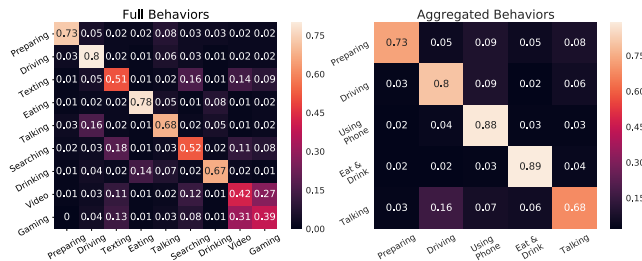 Full Behaviors
Preparing 0.73 0.05 0.02 0.02 0.08 0.03 0.03 0.02 0.02
Driving 0.03 0.8 0.02 0.01 0.06 0.03 0.01 0.02 0.02
Texting 0.01 0.05 0.51 0.01 0.02 0.16 0.01 0.14 0.09
Eating 0.01 0.02 0.02 0.78 0.05 0.01 0.08 0.01 0.02
Talking 0.03 0.16 0.02 0.01 0.68 0.02 0.05 0.01 0.02
Searching 0.02 0.03 0.18 0.01 0.03 0.52 0.02 0.11 0.08
Drinking 0.01 0.04 0.02 0.14 0.07 0.02 0.67 0.01 0.02
Video 0.02 0.03 0.11 0.01 0.02 0.12 0.01 0.42 0.27
Gaming 0 0.04 0.13 0.01 0.03 0.08 0.01 0.31 0.39
Preparing Driving Texting Eating Talking Searching Drinking Video Gaming
0.75
0.60
0.45
0.30
0.15
0,00
Aggregated Behaviors
Preparing 0.73 0.05 0.09 0.05 0.08
Driving 0.03 0.8 0.09 0.02 0.06
Using
Phone 0.02 0.04 0.88 0.03 0.03
Eat &
Drink 0.02 0.02 0.03 0.89 0.04
Talking 0.03 0.16 0.07 0.06 0.68
Preparing Driving Using
Phone Eat &
Drink Talking
0,75
0.60
0.45
0.30
0.15